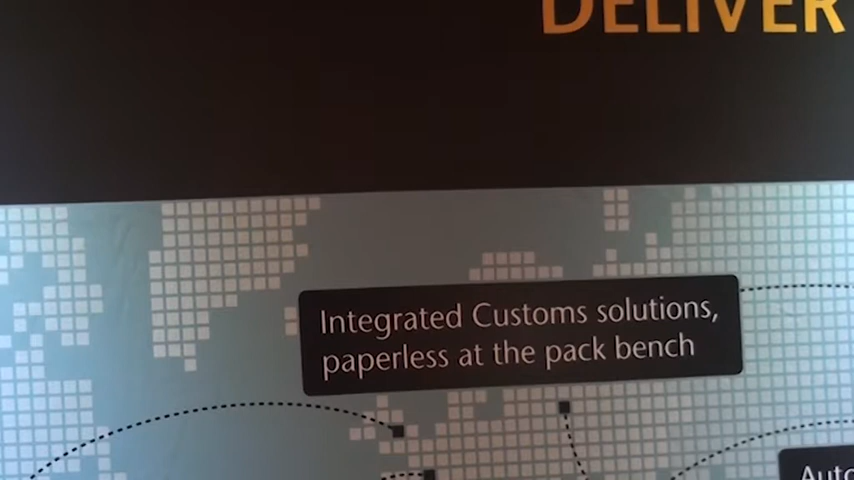 DELIVER
Integrated Customs solutions,
paperless at the pack bench